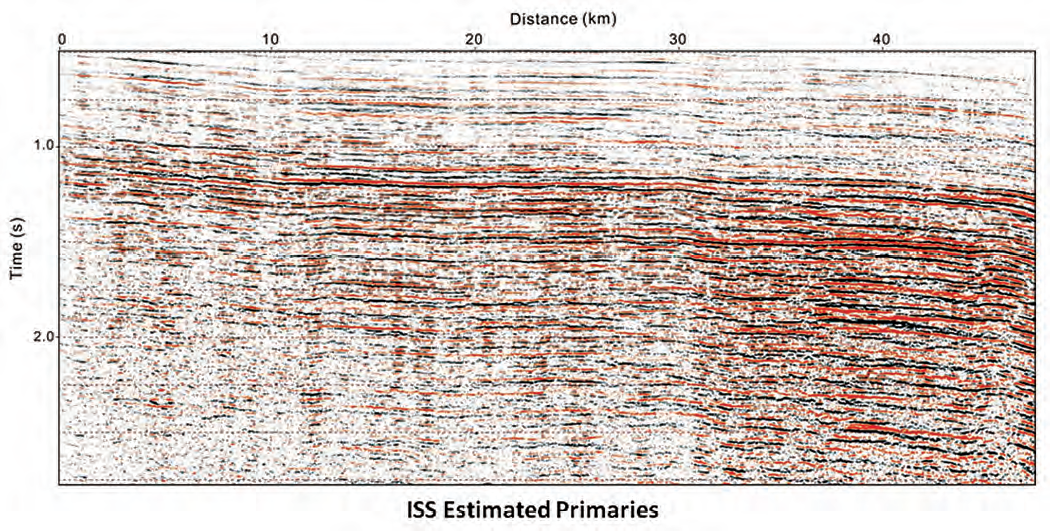 Distance (km)
0 10 20 30 40
1.0
Time (s)
2.0
ISS Estimated Primaries